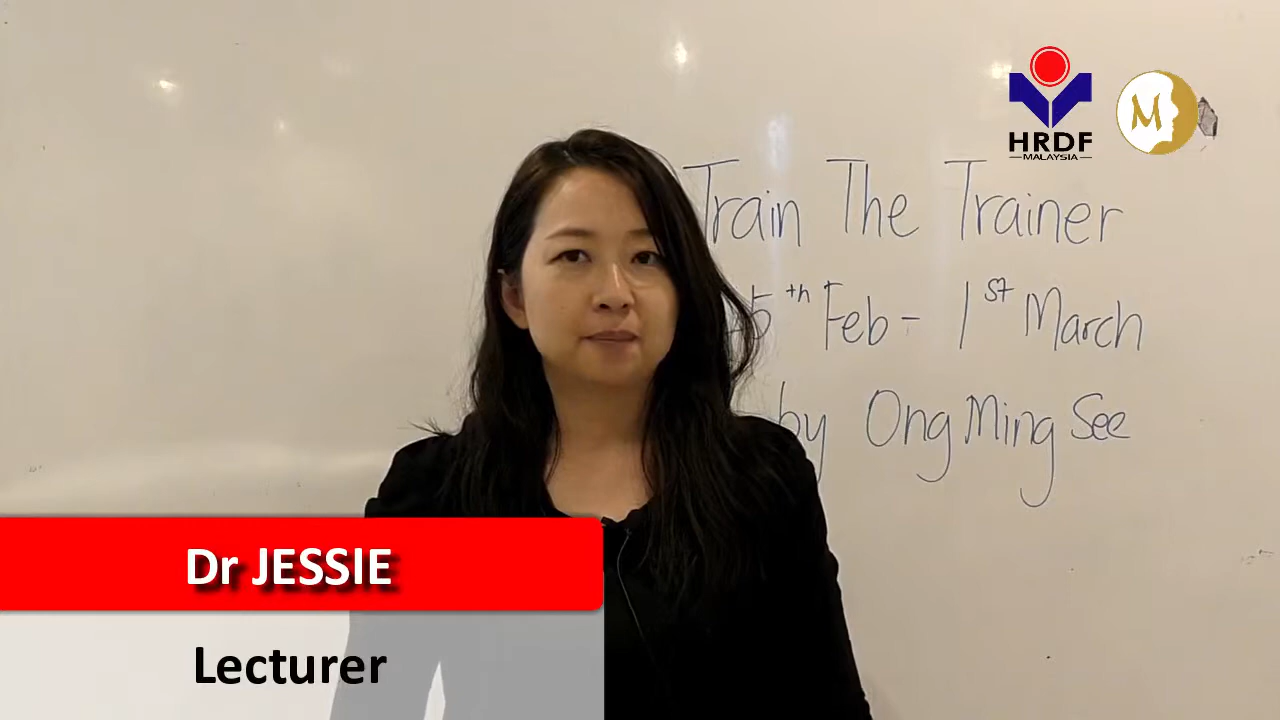 HRDF
MALAYSIA
M
Train The Trainer
5th Feb - 1st March
by Ong Ming See
Dr JESSIE
Lecturer